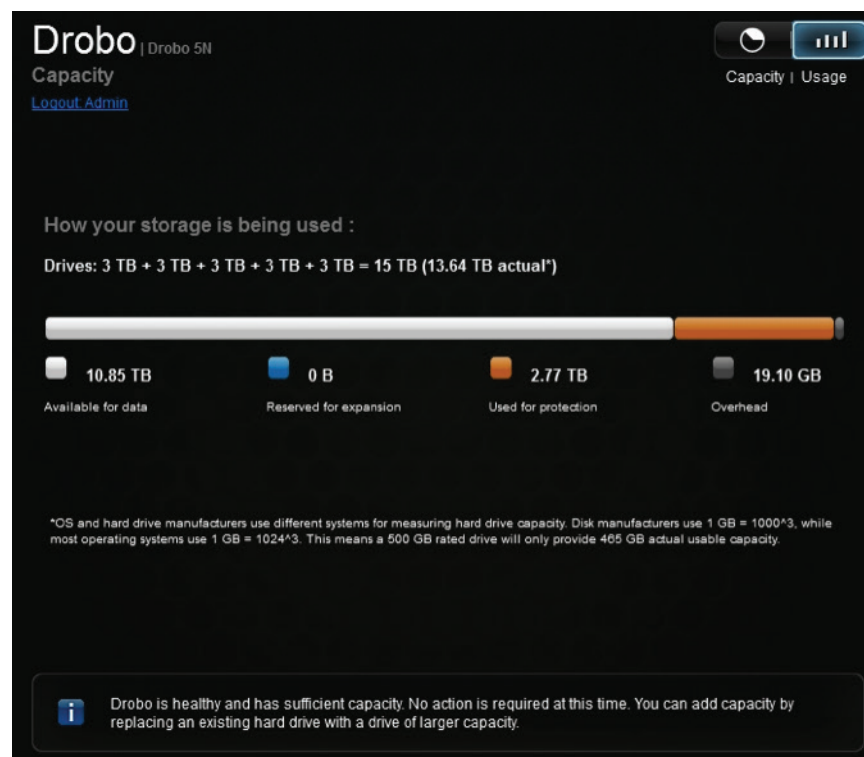 Drobo | Drobo 5N
Capacity
Logout: Admin
Capacity | Usage
How your storage is being used :
Drives: 3 TB + 3 TB + 3 TB + 3 TB + 3 TB = 15 TB (13.64 TB actual*)
10.85 TB
Available for data
0 B
Reserved for expansion
2.77 TB
Used for protection
19.10 GB
Overhead
*OS and hard drive manufacturers use different systems for measuring hard drive capacity. Disk manufacturers use 1 GB = 1000^3, while
most operating systems use 1 GB = 1024^3. This means a 500 GB rated drive will only provide 465 GB actual usable capacity.
i
Drobo is healthy and has sufficient capacity. No action is required at this time. You can add capacity by
replacing an existing hard drive with a drive of larger capacity.